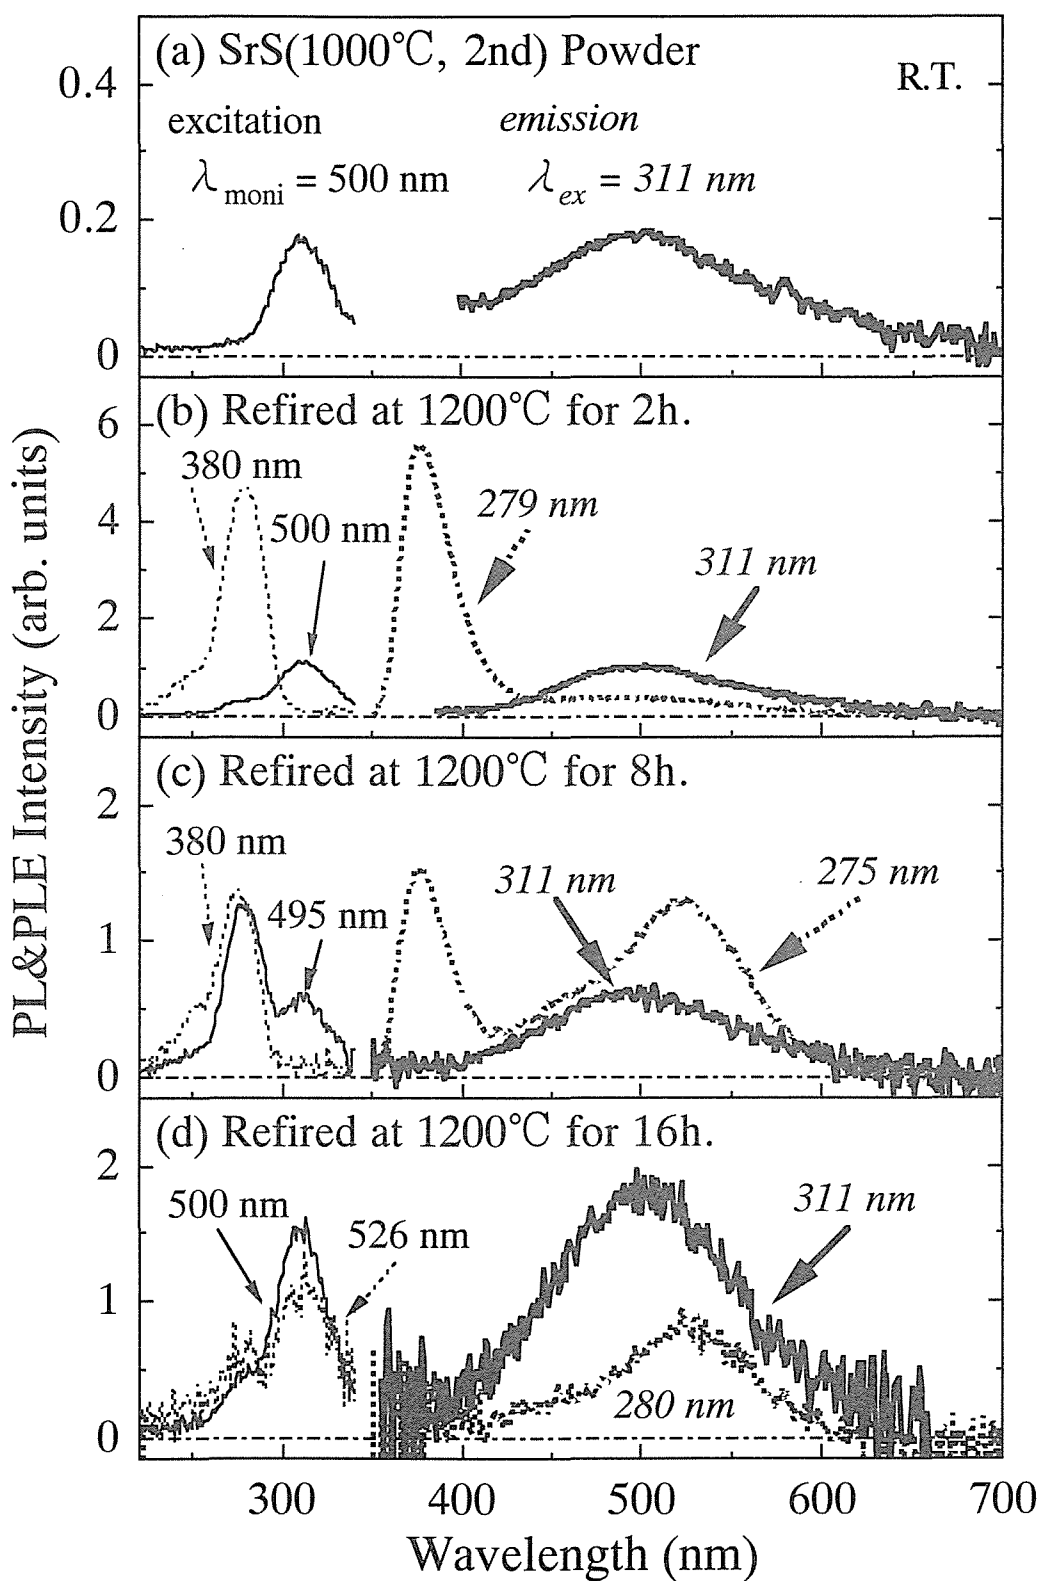 (a) SrS(1000℃, 2nd) Powder
R.T.
excitation
emission
λmoni = 500 nm
λex = 311 nm
0.4
0.2
0
(b) Refired at 1200℃ for 2h.
380 nm
500 nm
279 nm
311 nm
6
4
2
0
(c) Refired at 1200℃ for 8h.
380 nm
495 nm
311 nm
275 nm
2
1
0
(d) Refired at 1200℃ for 16h.
500 nm
526 nm
311 nm
280 nm
2
1
0
PL&PLE Intensity (arb. units)
300 400 500 600 700
Wavelength (nm)